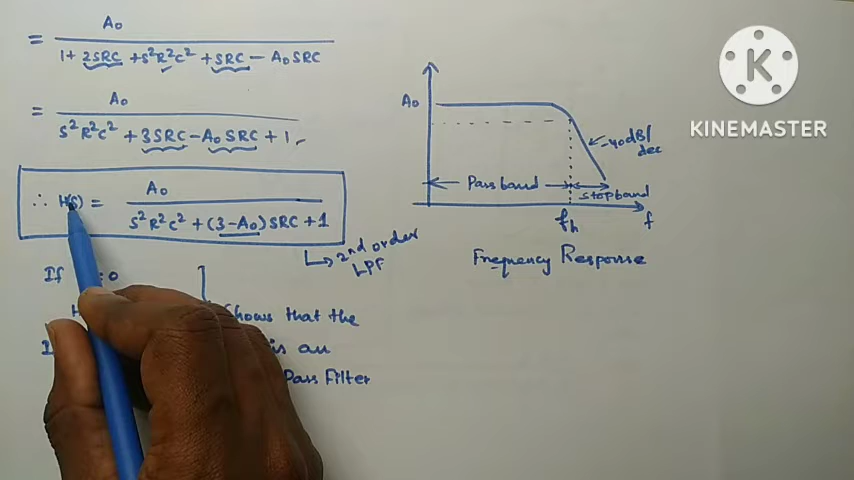 = A₀ / 1 + 2SRC + S²R²C² + SRC − A₀SRC
= A₀ / S²R²C² + 3SRC − A₀SRC + 1
∴ H(S) = A₀ / S²R²C² + (3 − A₀)SRC + 1
2nd order
LPF
If
Shows that the
is an
Pass Filter
A₀
-40dB/
dec
Pass band
stopband
fh
f
Frequency Response
K
KINEMASTER